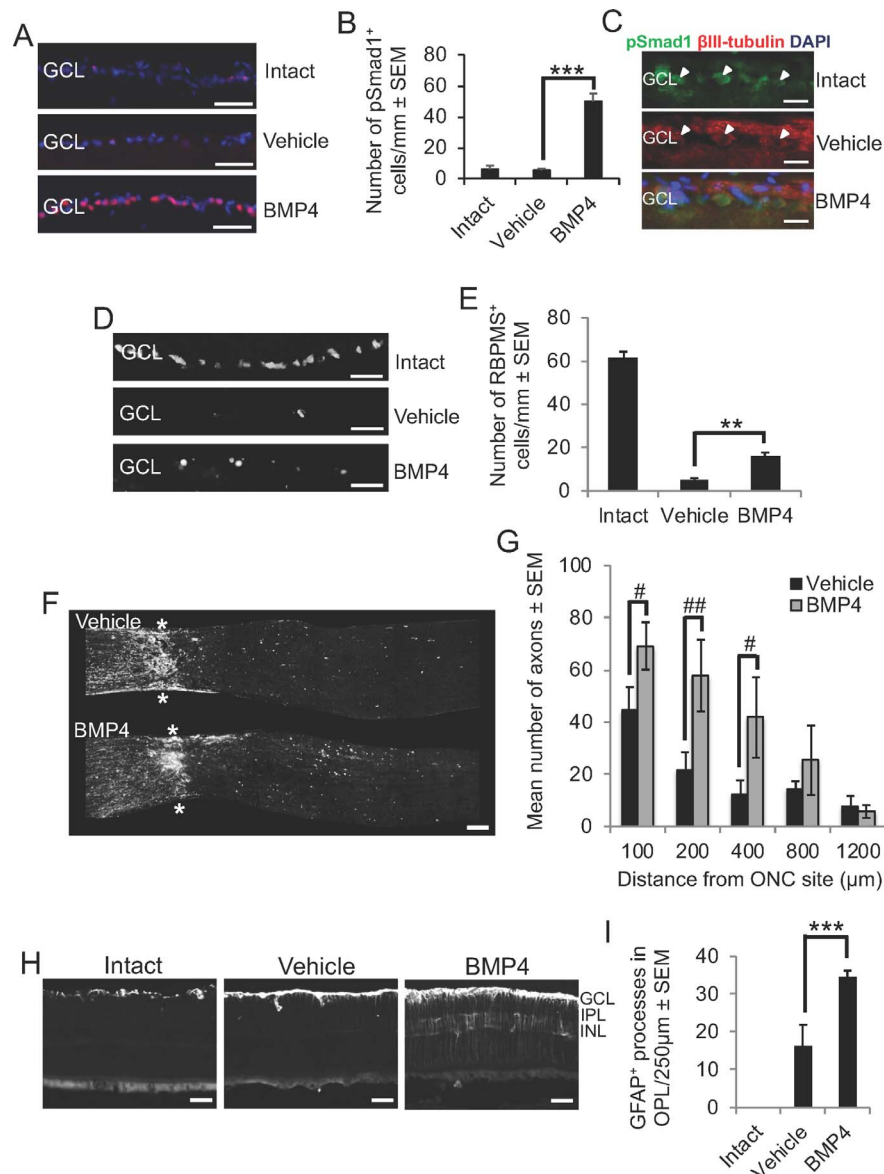 A
GCL
Intact
GCL
Vehicle
GCL
BMP4
B
Number of pSmad1+
cells/mm ± SEM
80
60
40
20
0
***
Intact
Vehicle
BMP4
C
pSmad1 βIII-tubulin DAPI
GCL
Intact
GCL
Vehicle
GCL
BMP4
D
GCL
Intact
GCL
Vehicle
GCL
BMP4
E
Number of RBPMS+
cells/mm ± SEM
80
60
40
20
0
**
Intact
Vehicle
BMP4
F
Vehicle
*
*
BMP4
*
*
G
Mean number of axons ± SEM
100
80
60
40
20
0
Vehicle
BMP4
#
##
#
100
200
400
800
1200
Distance from ONC site (µm)
H
Intact
Vehicle
BMP4
GCL
IPL
INL
I
GFAP+ processes in
OPL/250µm ± SEM
40
30
20
10
0
***
Intact
Vehicle
BMP4